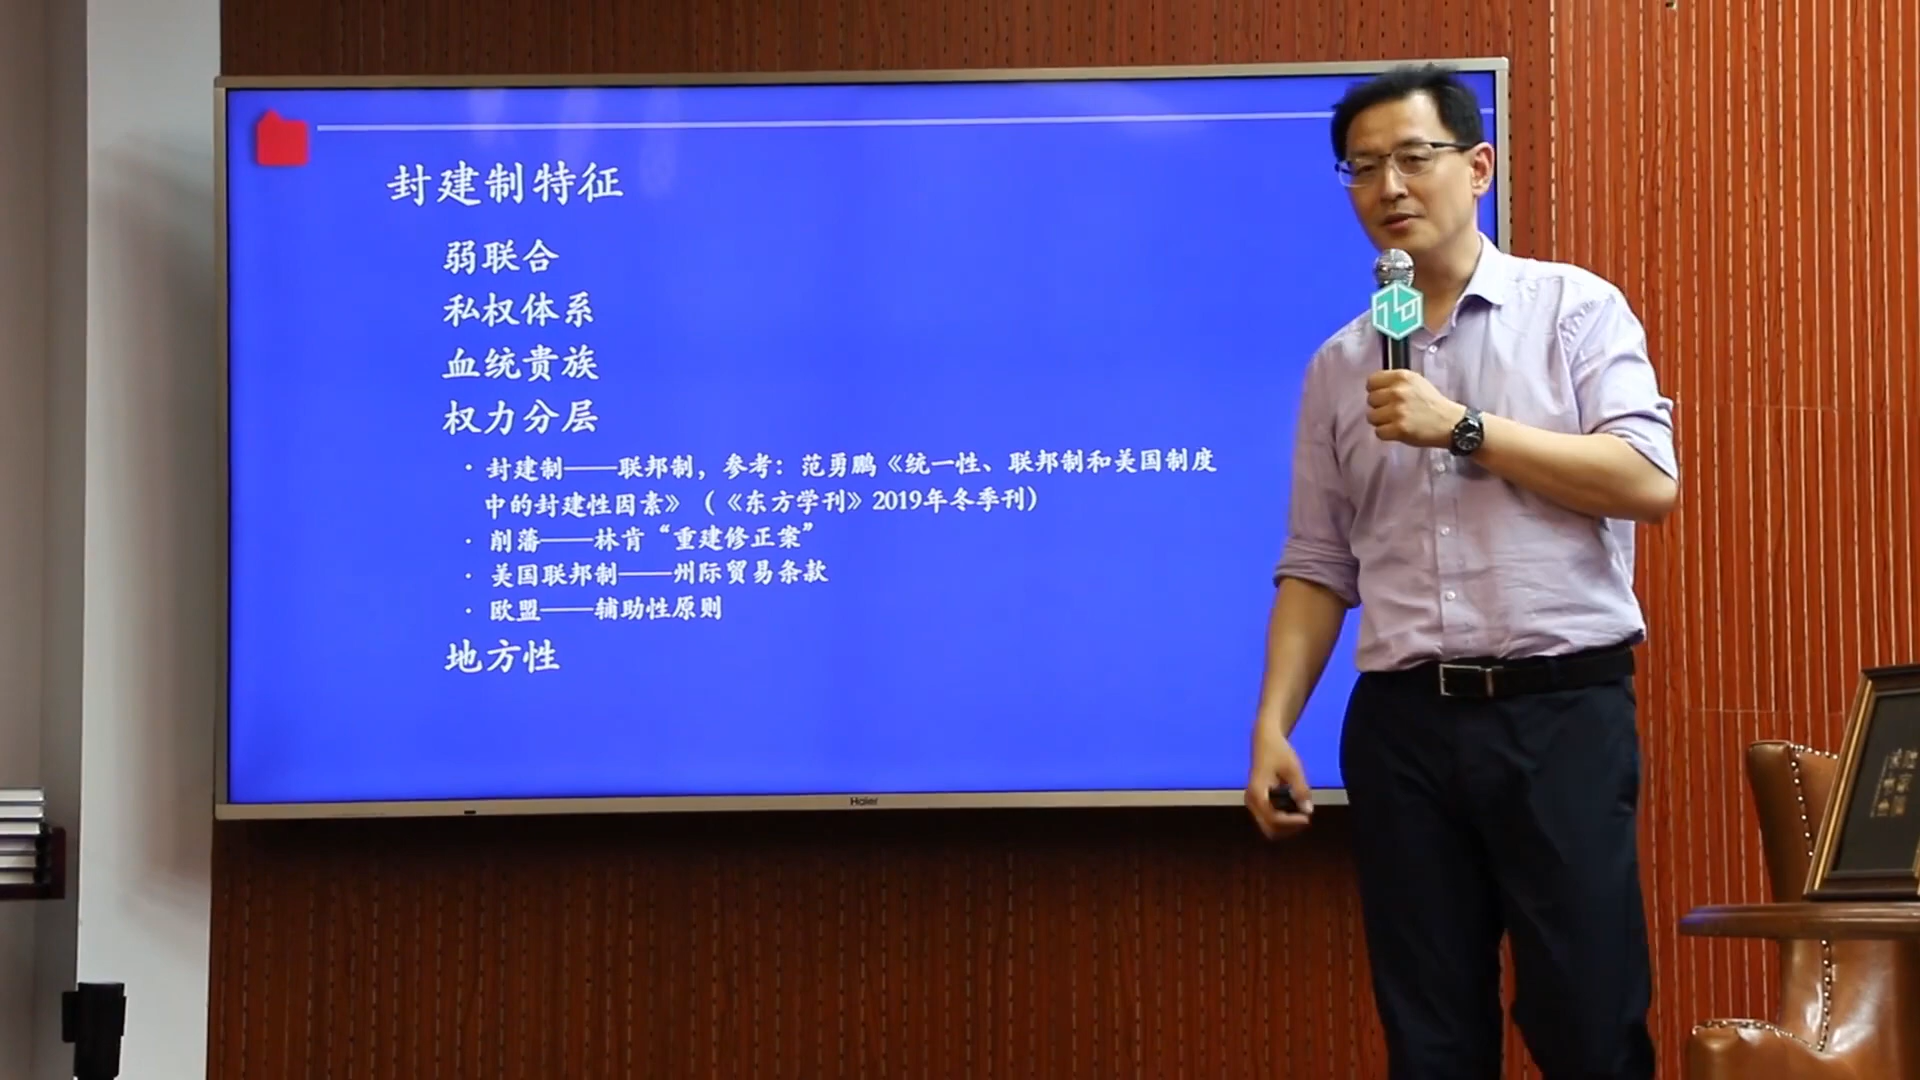 封建制特征
弱联合
私权体系
血统贵族
权力分层
· 封建制——联邦制，参考：范勇鹏《统一性、联邦制和美国制度
中的封建性因素》（《东方学刊》2019年冬季刊）
· 削藩——林肯“重建修正案”
· 美国联邦制——州际贸易条款
· 欧盟——辅助性原则
地方性
Haier